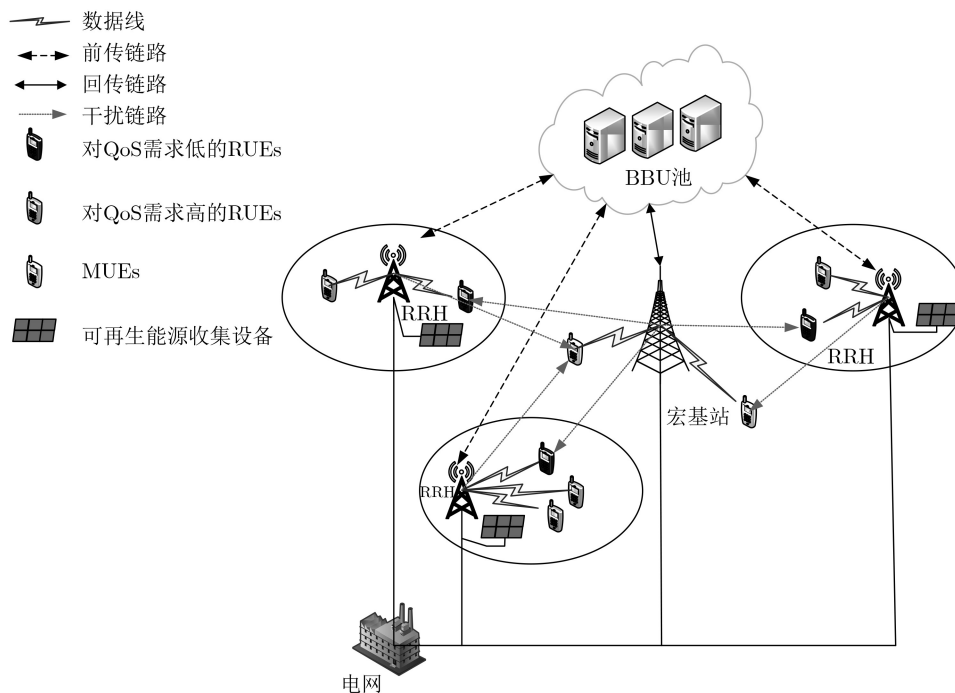 数据线
前传链路
回传链路
干扰链路
对QoS需求低的RUEs
对QoS需求高的RUEs
MUEs
可再生能源收集设备
BBU池
RRH
RRH
宏基站
RRH
电网